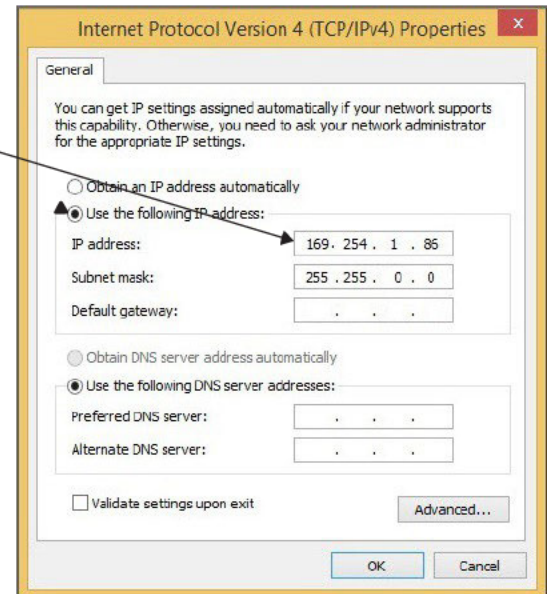 Internet Protocol Version 4 (TCP/IPv4) Properties
x
General
You can get IP settings assigned automatically if your network supports
this capability. Otherwise, you need to ask your network administrator
for the appropriate IP settings.
Obtain an IP address automatically
Use the following IP address:
IP address: 169. 254 . 1 . 86
Subnet mask: 255 . 255 . 0 . 0
Default gateway: . . .
Obtain DNS server address automatically
Use the following DNS server addresses:
Preferred DNS server: . . .
Alternate DNS server: . . .
Validate settings upon exit
Advanced...
OK Cancel